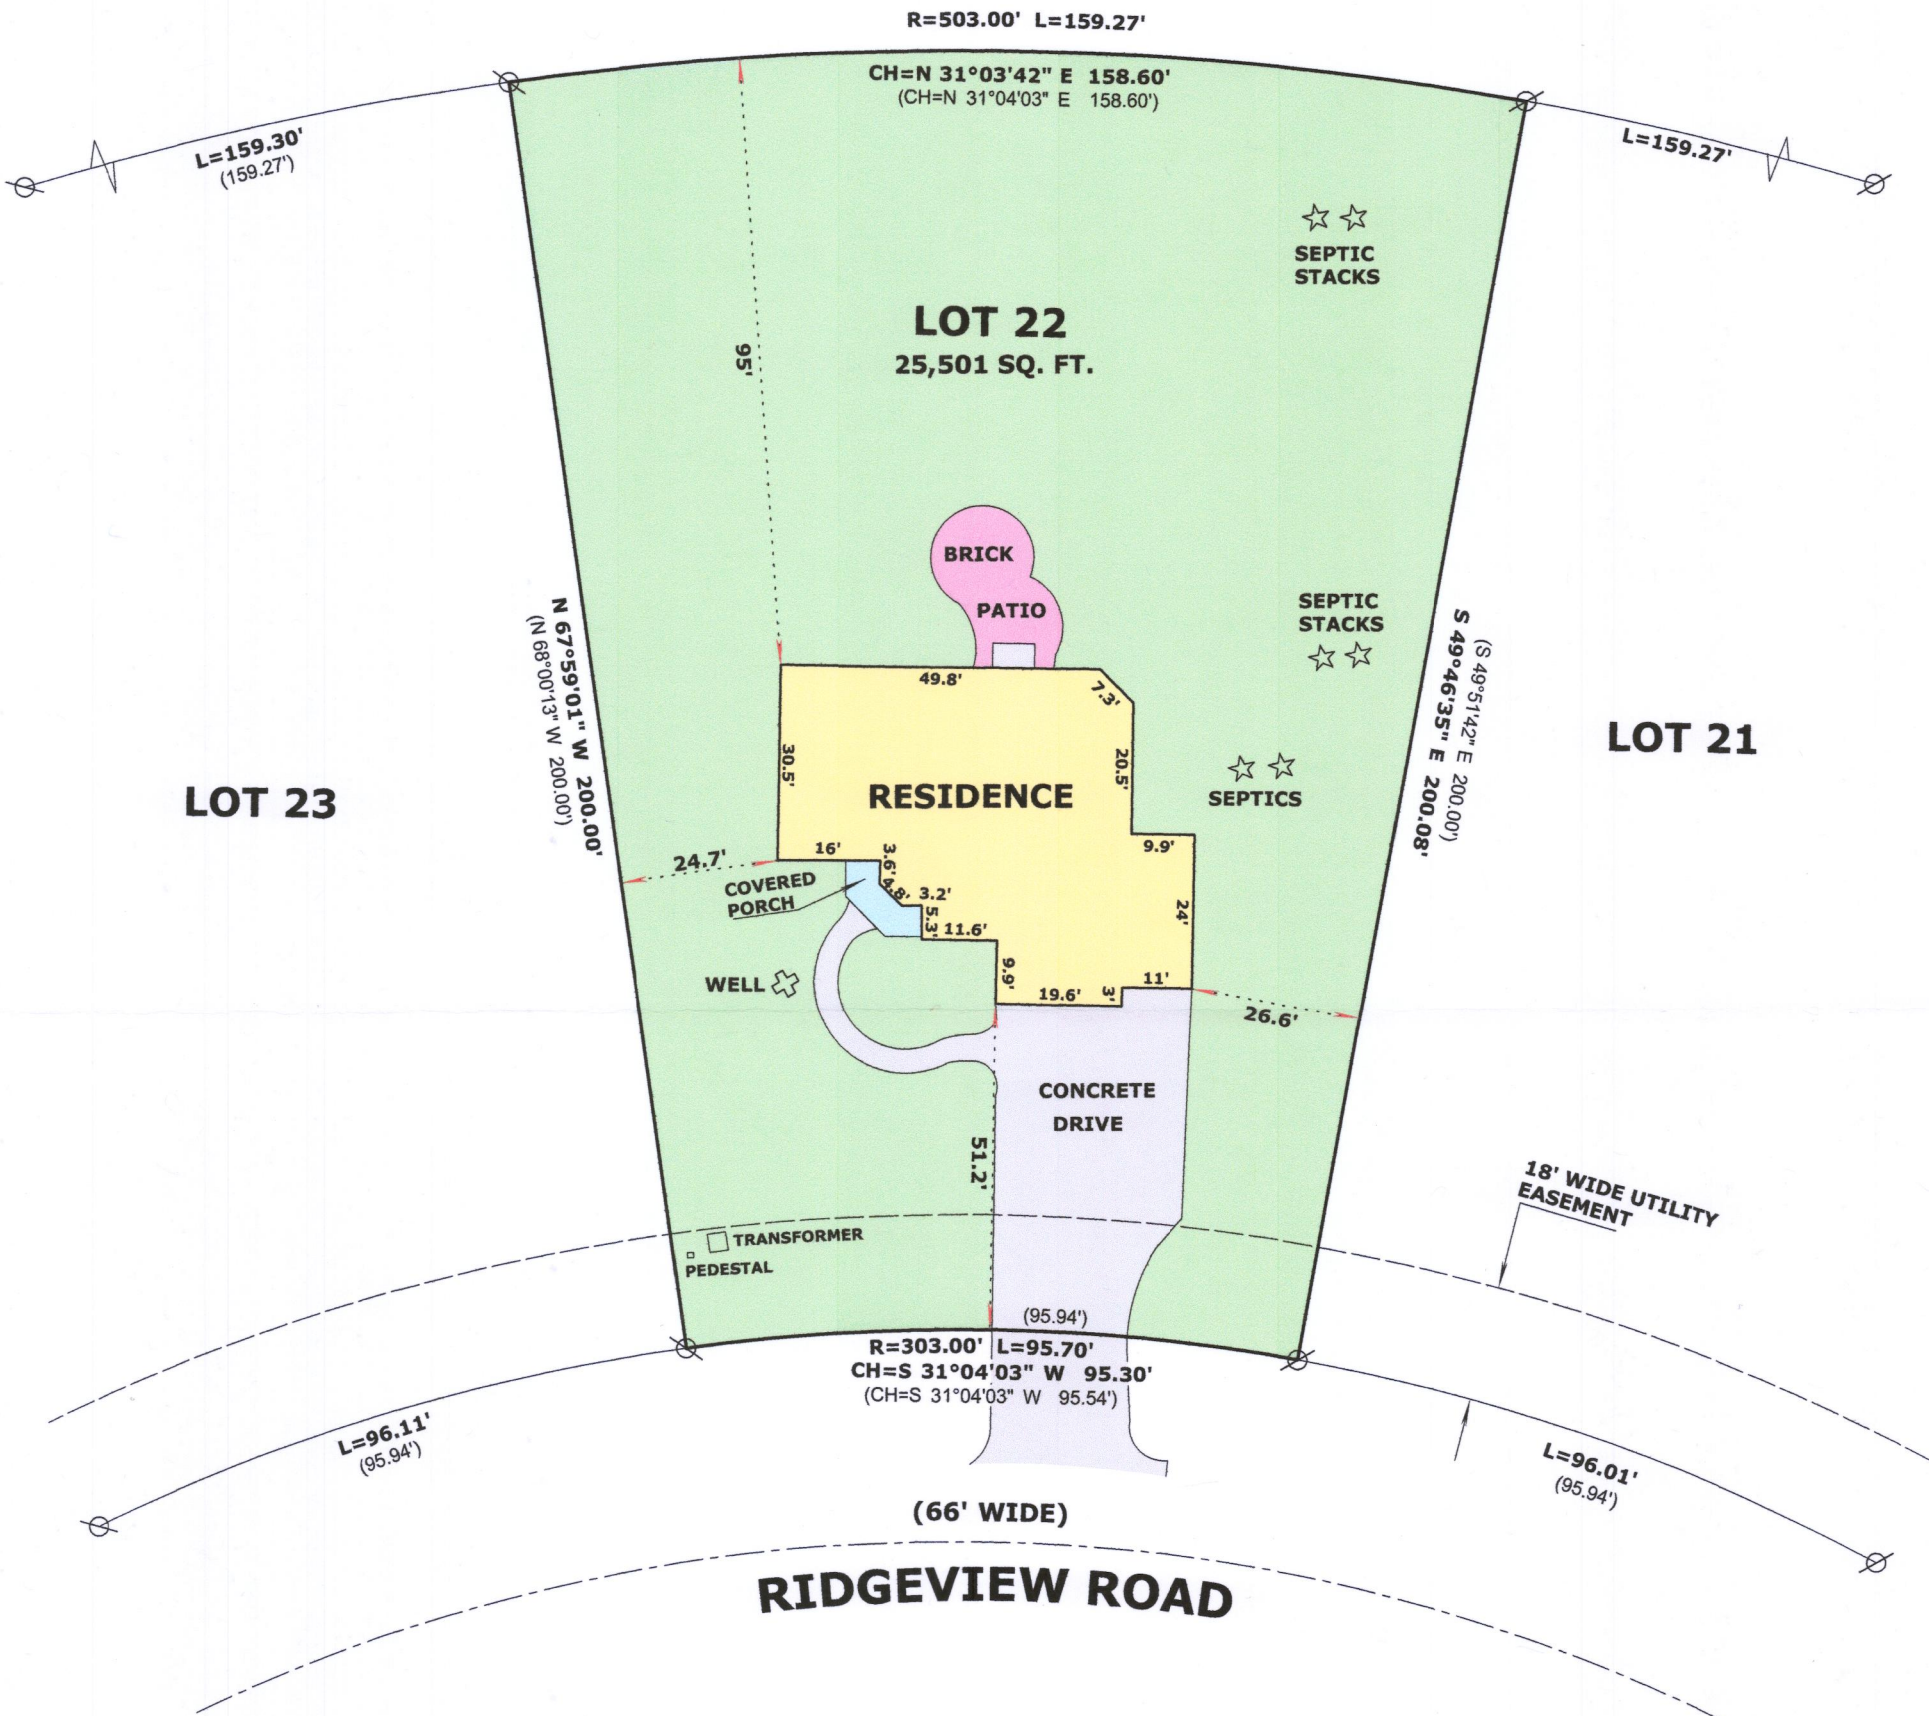 R=503.00' L=159.27'
CH=N 31°03'42" E 158.60'
(CH=N 31°04'03" E 158.60')
L=159.30'
(159.27')
L=159.27'
SEPTIC
STACKS
95'
LOT 22
25,501 SQ. FT.
BRICK
PATIO
SEPTIC
STACKS
N 67°59'01" W 200.00'
(N 68°00'13" W 200.00')
(S 49°51'42" E 200.00')
S 49°46'35" E 200.08'
49.8'
7.3'
30.5'
20.5'
RESIDENCE
SEPTICS
LOT 23
LOT 21
16'
3.6'
9.9'
24.7'
COVERED
PORCH
4.8'
3.2'
5.3'
11.6'
24'
WELL
9.9'
19.6'
3'
11'
26.6'
CONCRETE
DRIVE
51.2'
18' WIDE UTILITY
EASEMENT
TRANSFORMER
PEDESTAL
(95.94')
R=303.00' L=95.70'
CH=S 31°04'03" W 95.30'
(CH=S 31°04'03" W 95.54')
L=96.11'
(95.94')
L=96.01'
(95.94')
(66' WIDE)
RIDGEVIEW ROAD